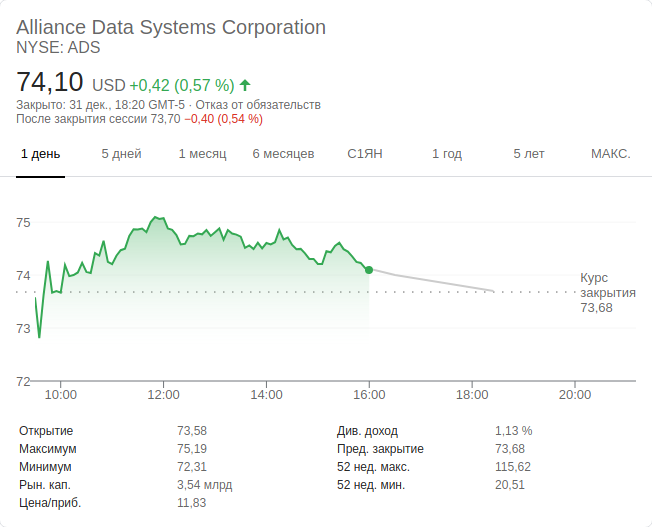 Alliance Data Systems Corporation
NYSE: ADS
74,10 USD +0,42 (0,57 %)
Закрыто: 31 дек., 18:20 GMT-5 · Отказ от обязательств
После закрытия сессии 73,70 −0,40 (0,54 %)
1 день 5 дней 1 месяц 6 месяцев С1ЯН 1 год 5 лет МАКС.
75
74
73
72
Курс
закрытия
73,68
10:00 12:00 14:00 16:00 18:00 20:00
Открытие 73,58 Див. доход 1,13 %
Максимум 75,19 Пред. закрытие 73,68
Минимум 72,31 52 нед. макс. 115,62
Рын. кап. 3,54 млрд 52 нед. мин. 20,51
Цена/приб. 11,83